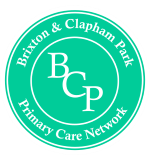 Brixton & Clapham Park
BCP
Primary Care Network